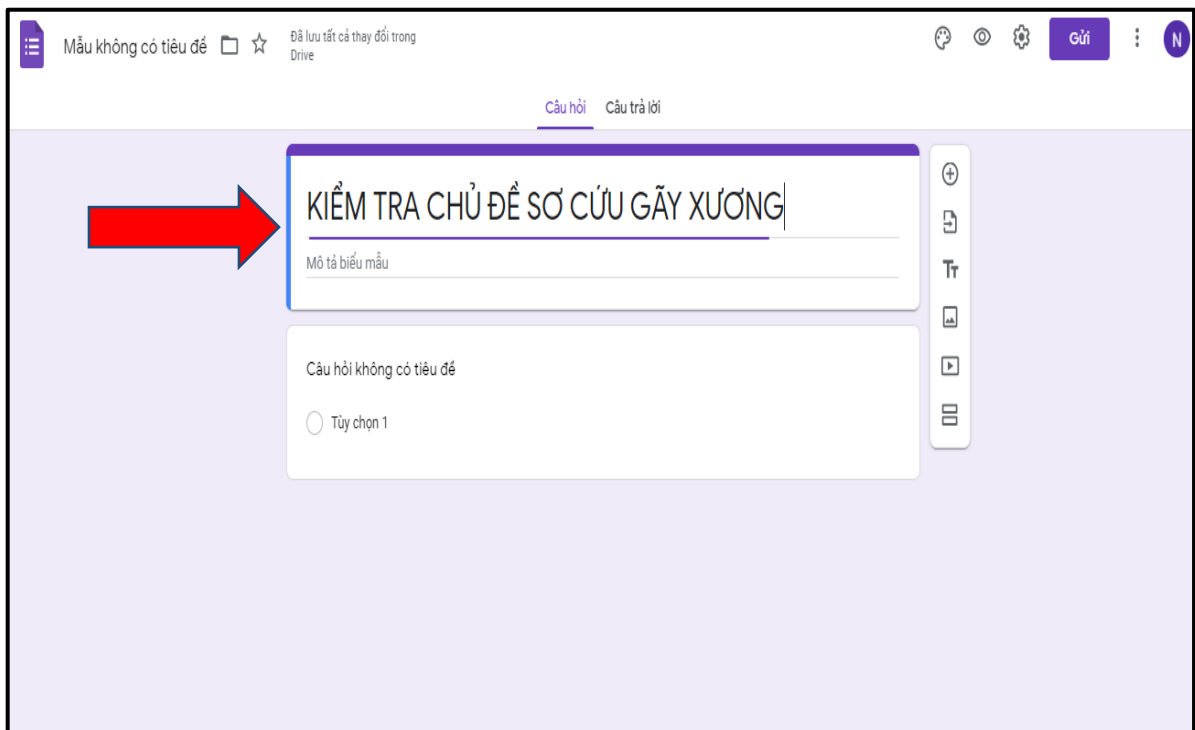 Mẫu không có tiêu đề
Đã lưu tất cả thay đổi trong
Drive
Gửi
N
Câu hỏi Câu trả lời
KIỂM TRA CHỦ ĐỀ SƠ CỨU GÃY XƯƠNG
Mô tả biểu mẫu
Tт
Câu hỏi không có tiêu đề
Tùy chọn 1